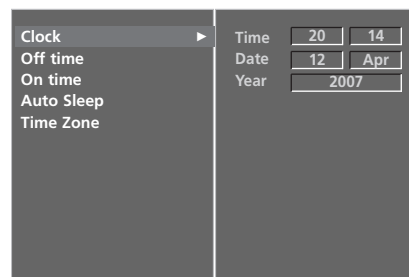 Clock ►
Off time
On time
Auto Sleep
Time Zone
Time 20 14
Date 12 Apr
Year 2007